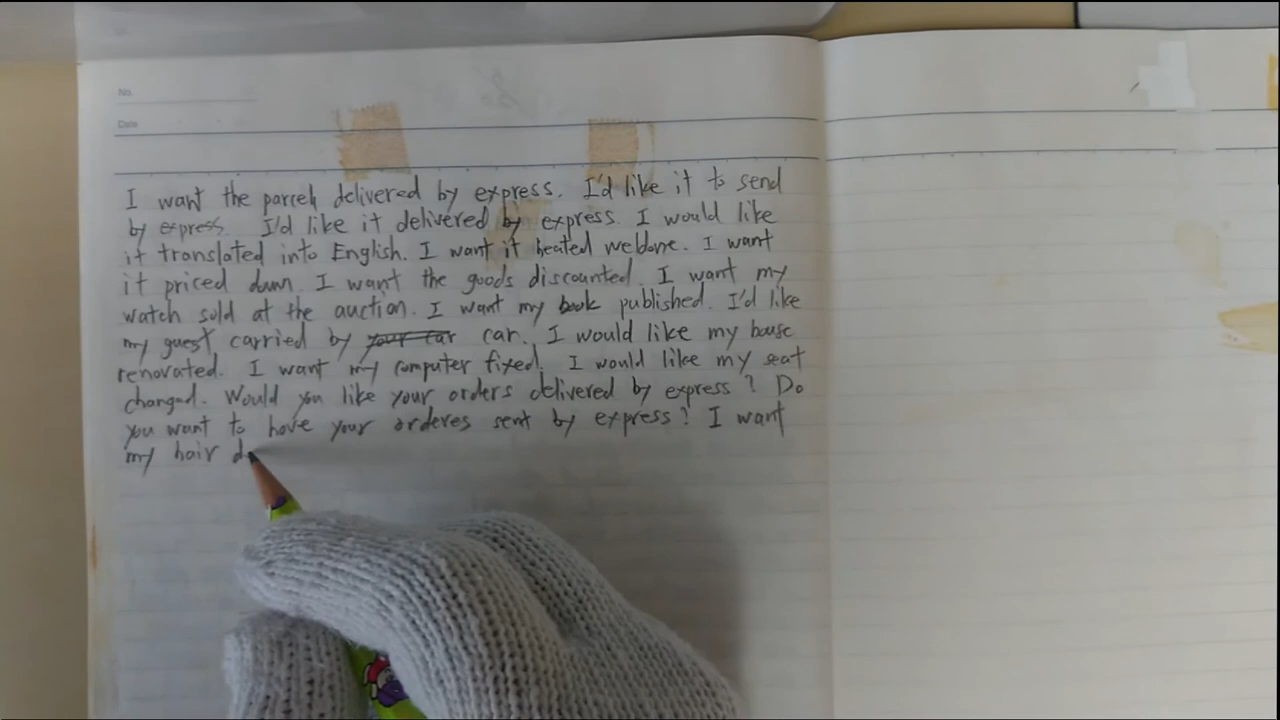 No.
Date
I want the parceh delivered by express. I'd like it to send
by express. I'd like it delivered by express. I would like
it translated into English. I want it heated weldone. I want
it priced down. I want the goods discounted. I want my
watch sold at the auction. I want my book published. I'd like
my guest carried by your car car. I would like my house
renovated. I want my computer fixed. I would like my seat
changed. Would you like your orders delivered by express? Do
you want to have your orderes sent by express? I want
my hair d